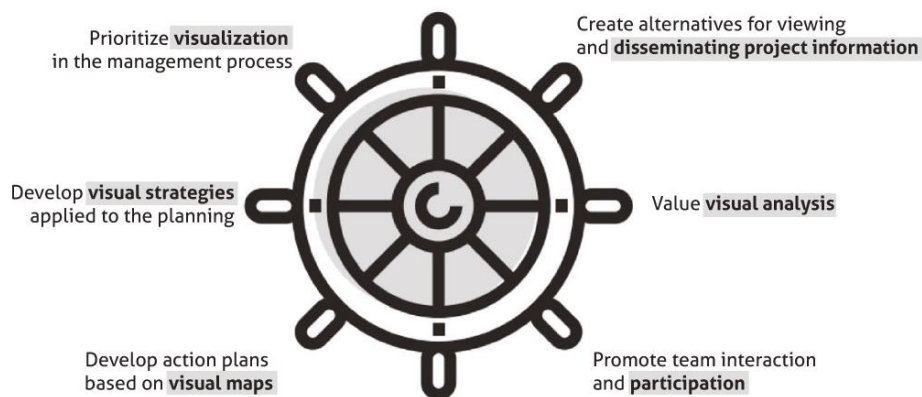 Prioritize visualization
in the management process
Create alternatives for viewing
and disseminating project information
Develop visual strategies
applied to the planning
Value visual analysis
Develop action plans
based on visual maps
Promote team interaction
and participation